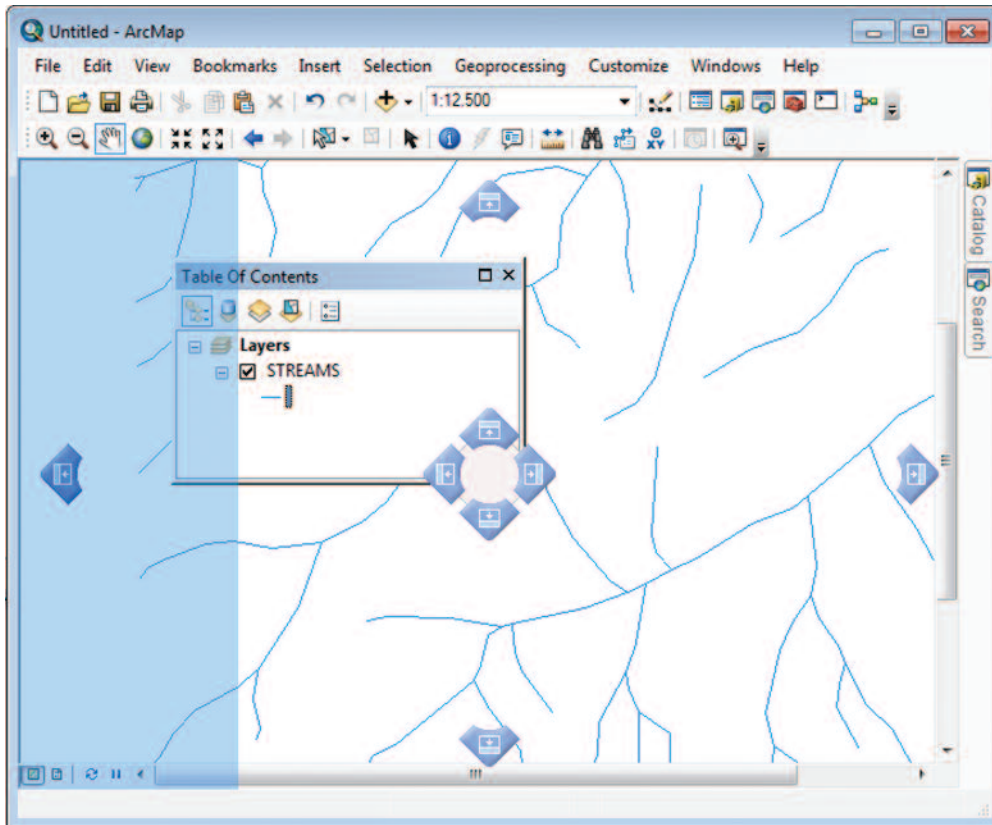 Untitled - ArcMap
File Edit View Bookmarks Insert Selection Geoprocessing Customize Windows Help
1:12.500
XY
Table Of Contents
Layers
STREAMS
Catalog
Search